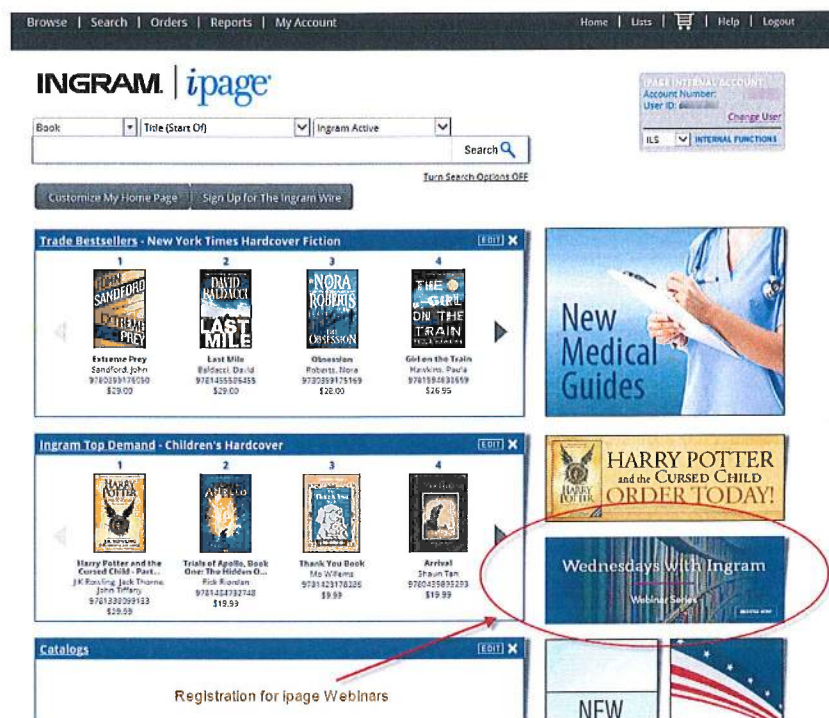 Browse | Search | Orders | Reports | My Account
Home | Lists | | Help | Logout
INGRAM | ipage
IPAGE INTERNAL ACCOUNT
Account Number:
User ID:
Change User
ILS INTERNAL FUNCTIONS
Book Title (Start Of) Ingram Active
Search
Turn Search Options OFF
Customize My Home Page Sign Up for The Ingram Wire
Trade Bestsellers - New York Times Hardcover Fiction EDIT X
1 2 3 4
JOHN SANDFORD EXTREME PREY
DAVID BALDACCI LAST MILE
NORA ROBERTS THE OBSESSION
THE GIRL ON THE TRAIN
Extreme Prey
Sandford, John
$29.00
Last Mile
Baldacci, David
$29.00
Obsession
Roberts, Nora
$28.00
Girl on the Train
Hawkins, Paula
$26.95
New
Medical
Guides
Ingram Top Demand - Children's Hardcover EDIT X
1 2 3 4
HARRY POTTER
APOLLO
Thank You
Harry Potter and the
Cursed Child - Part...
J.K Rowling, Jack Thorne,
John Tiffany
$29.99
Trials of Apollo, Book
One: The Hidden O...
Rick Riordan
9781484732748
$19.99
Thank You Book
Mo Willems
$9.99
Arrival
Shaun Tan
$19.99
HARRY POTTER
HARRY POTTER
and the CURSED CHILD
ORDER TODAY!
Wednesdays with Ingram
Webinar Series
Catalogs EDIT X
Registration for ipage Webinars
NEW